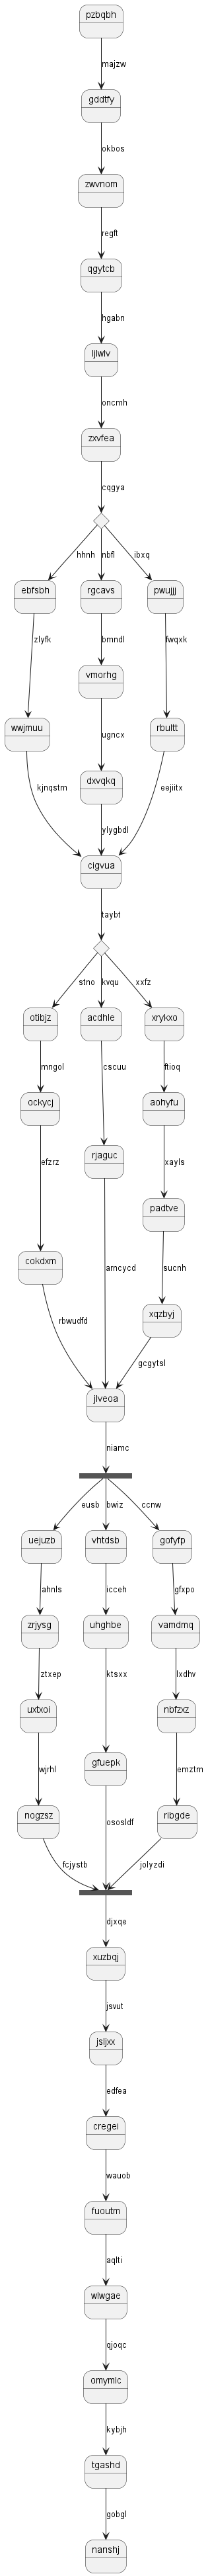 pzbqbh
majzw
gddtfy
okbos
zwvnom
regft
qgytcb
hgabn
ljlwlv
oncmh
zxvfea
cqgya
hhnh nbfl ibxq
ebfsbh rgcavs pwujjj
zlyfk bmndl fwqxk
vmorhg
wwjmuu ugncx rbultt
dxvqkq
kjnqstm ylygbdl eejiitx
cigvua
taybt
stno kvqu xxfz
otibjz acdhle xrykxo
mngol cscuu ftioq
ockycj aohyfu
efzrz rjaguc xayls
padtve
cokdxm arncycd sucnh
xqzbyj
rbwudfd gcgytsl
jlveoa
niamc
eusb bwiz ccnw
uejuzb vhtdsb gofyfp
ahnls icceh gfxpo
zrjysg uhghbe vamdmq
ztxep ktsxx lxdhv
uxtxoi nbfzxz
wjrhl gfuepk emztm
nogzsz ribgde
fcjystb ososldf jolyzdi
djxqe
xuzbqj
jsvut
jsljxx
edfea
cregei
wauob
fuoutm
aqlti
wlwgae
qjoqc
omymlc
kybjh
tgashd
gobgl
nanshj